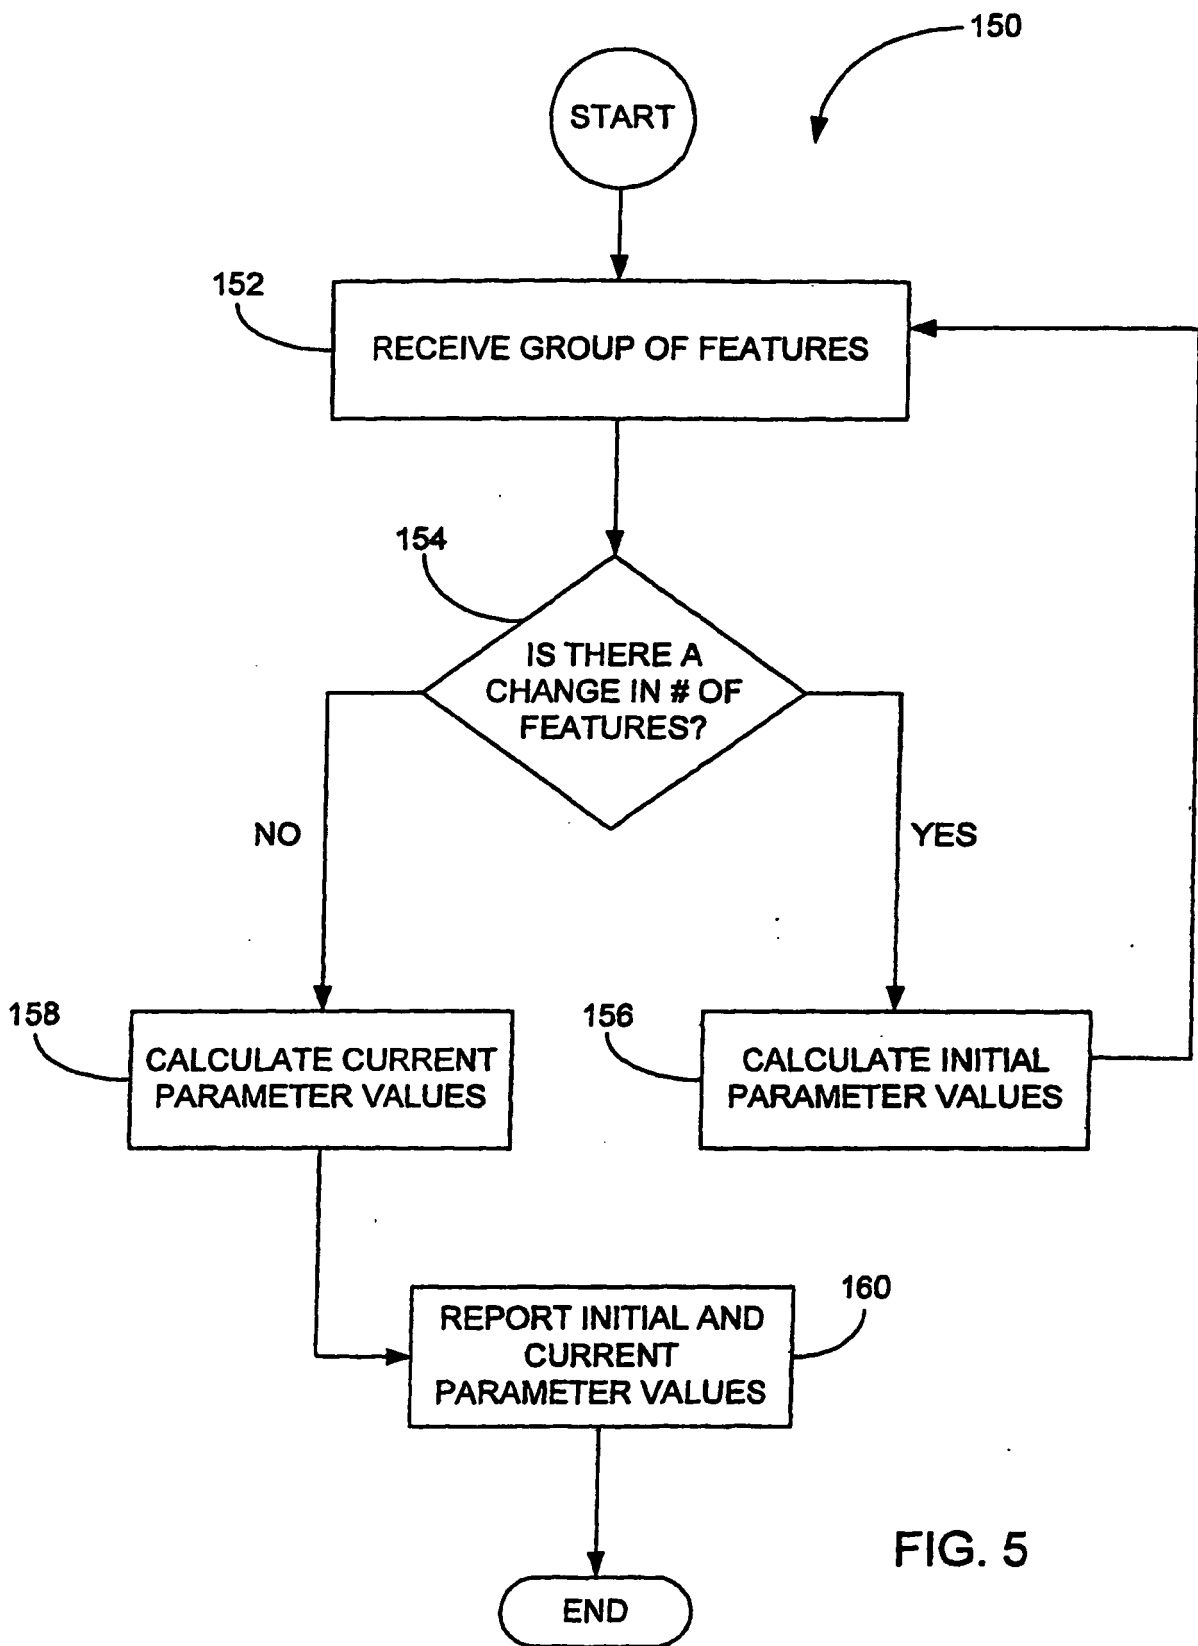 150
START
152
RECEIVE GROUP OF FEATURES
154
IS THERE A
CHANGE IN # OF
FEATURES?
NO
YES
158
CALCULATE CURRENT
PARAMETER VALUES
156
CALCULATE INITIAL
PARAMETER VALUES
160
REPORT INITIAL AND
CURRENT
PARAMETER VALUES
END
FIG. 5